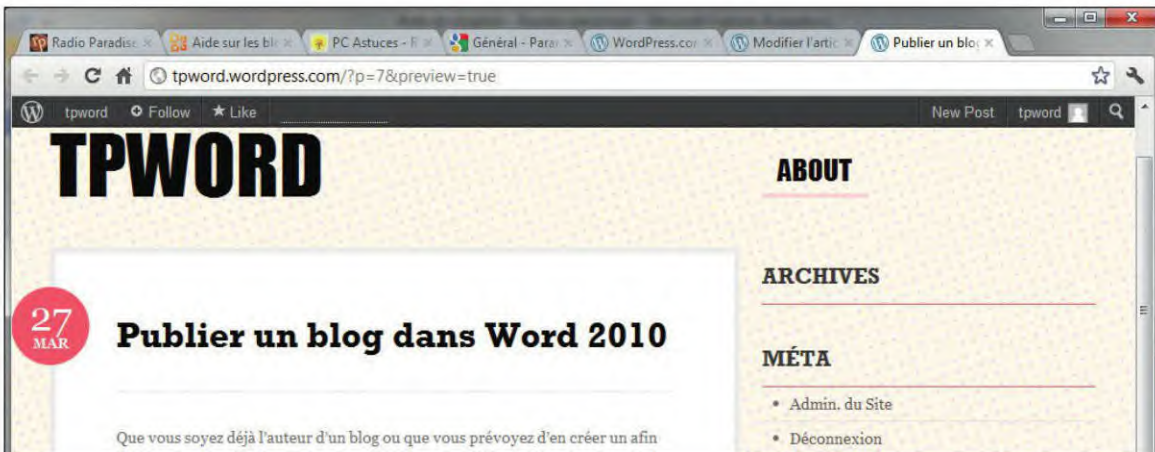 Radio Paradise
Aide sur les blo
PC Astuces - F
Général - Para
WordPress.cor
Modifier l'artic
Publier un blog
tpword.wordpress.com/?p=7&preview=true
tpword Follow Like New Post tpword
TPWORD
ABOUT
ARCHIVES
27
MAR
Publier un blog dans Word 2010
MÉTA
Admin. du Site
Que vous soyez déjà l'auteur d'un blog ou que vous prévoyez d'en créer un afin
Déconnexion